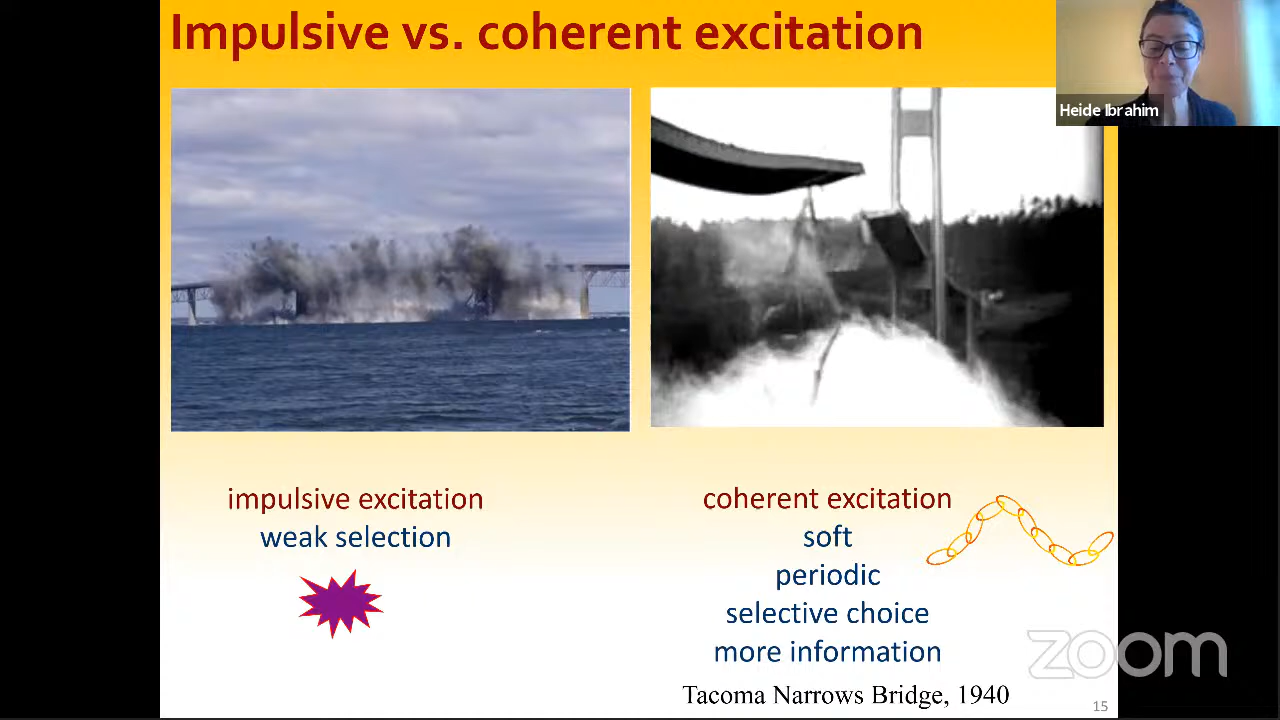 Impulsive vs. coherent excitation
Heide Ibrahim
impulsive excitation
weak selection
coherent excitation
soft
periodic
selective choice
more information
Tacoma Narrows Bridge, 1940
zoom
15